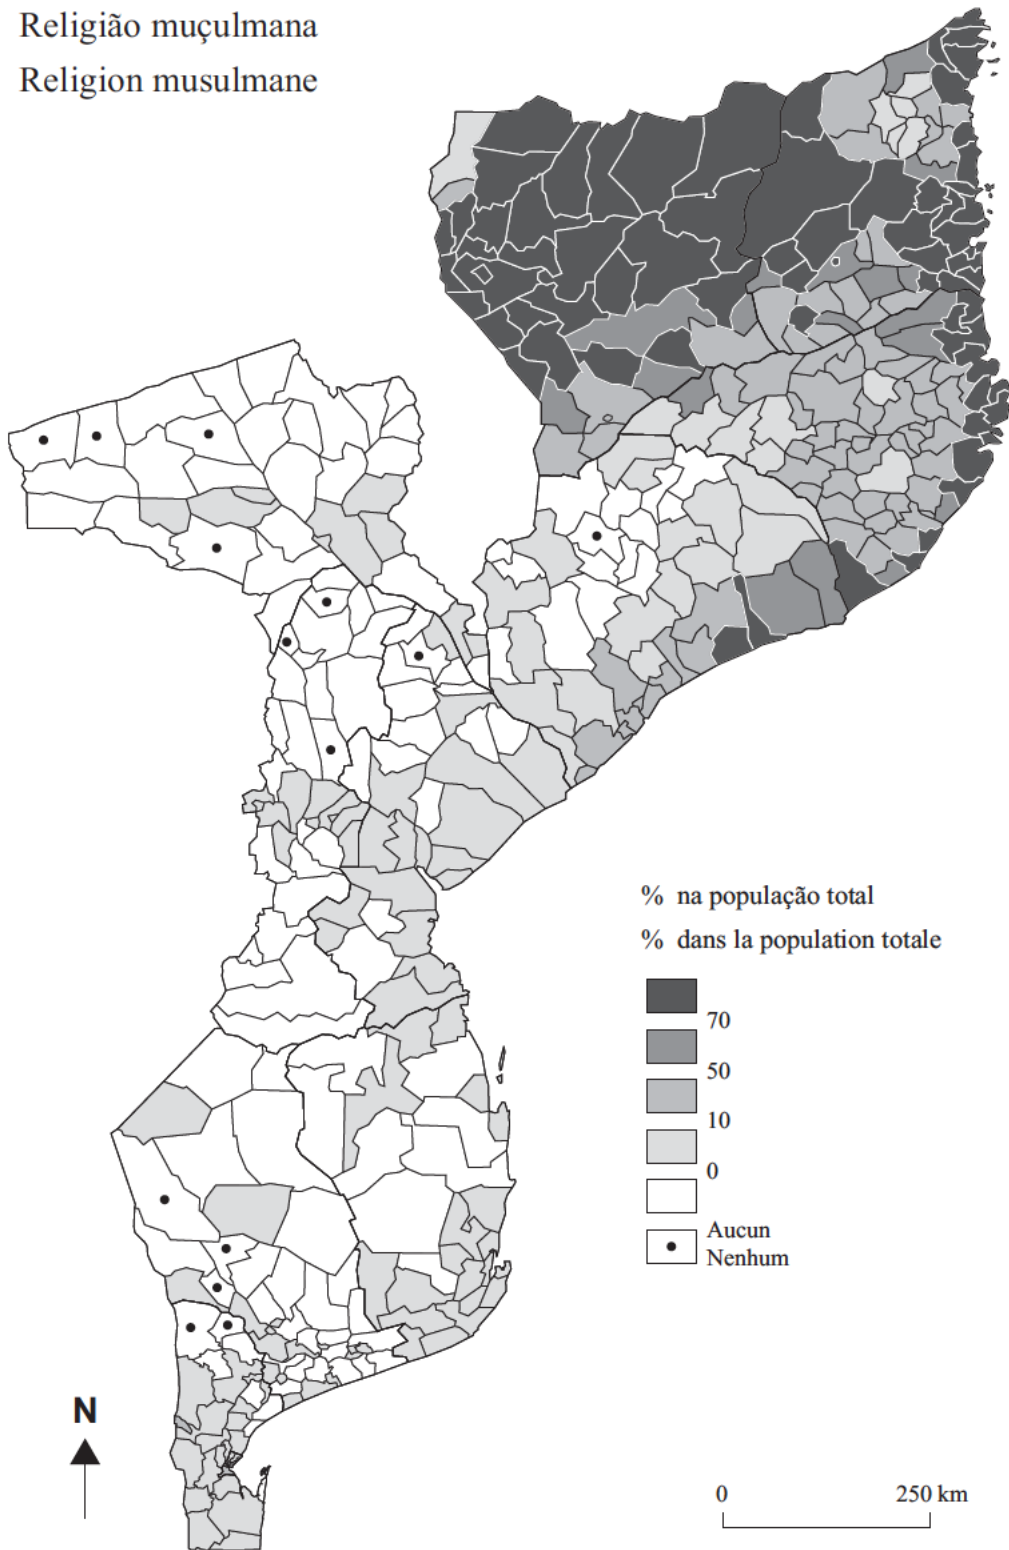 Religião muçulmana
Religion musulmane
% na população total
% dans la population totale
70
50
10
0
Aucun
Nenhum
N
0 250 km